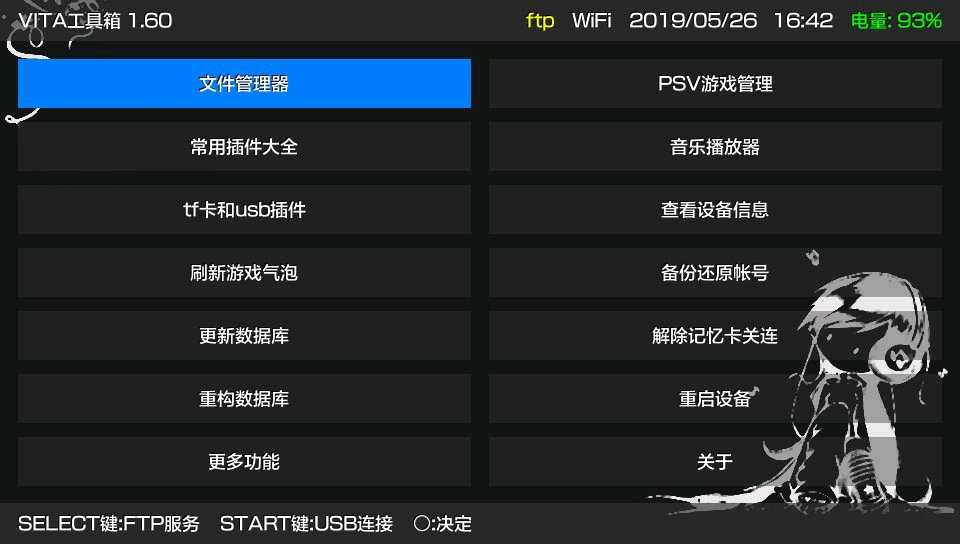 VITA工具箱 1.60 ftp WiFi 2019/05/26 16:42 电量: 93%
文件管理器 PSV游戏管理
常用插件大全 音乐播放器
tf卡和usb插件 查看设备信息
刷新游戏气泡 备份还原帐号
更新数据库 解除记忆卡关连
重构数据库 重启设备
更多功能 关于
SELECT键:FTP服务 START键:USB连接 ○:决定